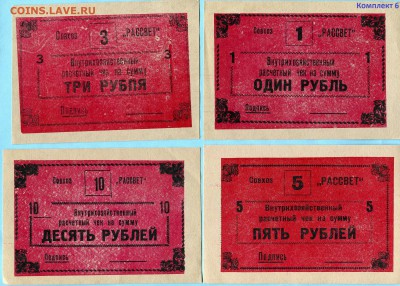 COINS.LAVE.RU
Комплект 6
Совхоз 3 "РАССВЕТ"
3 3
Внутрихозяйственный
расчетный чек на сумму
ТРИ РУБЛЯ
Подпись
Совхоз 1 "РАССВЕТ"
1 1
Внутрихозяйственный
расчетный чек на сумму
ОДИН РУБЛЬ
Подпись
Совхоз 10 „РАССВЕТ"
10 10
Внутрихозяйственный
расчетный чек на сумму
ДЕСЯТЬ РУБЛЕЙ
Подпись
Совхоз 5 „РАССВЕТ"
5 5
Внутрихозяйственный
расчетный чек на сумму
ПЯТЬ РУБЛЕЙ
Подпись